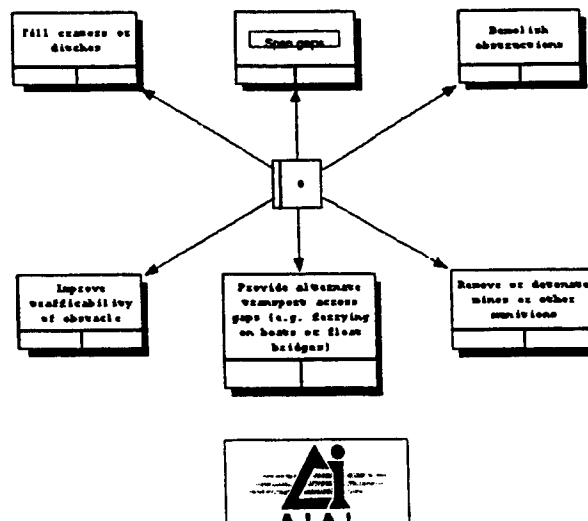 Fill craters or
ditches
Span gaps
Demolish
obstructions
Improve
trafficability
of obstacle
Provide alternate
transport across
gaps (e.g. ferrying
on boats or float
bridges)
Remove or detonate
mines or other
munitions
A I A I